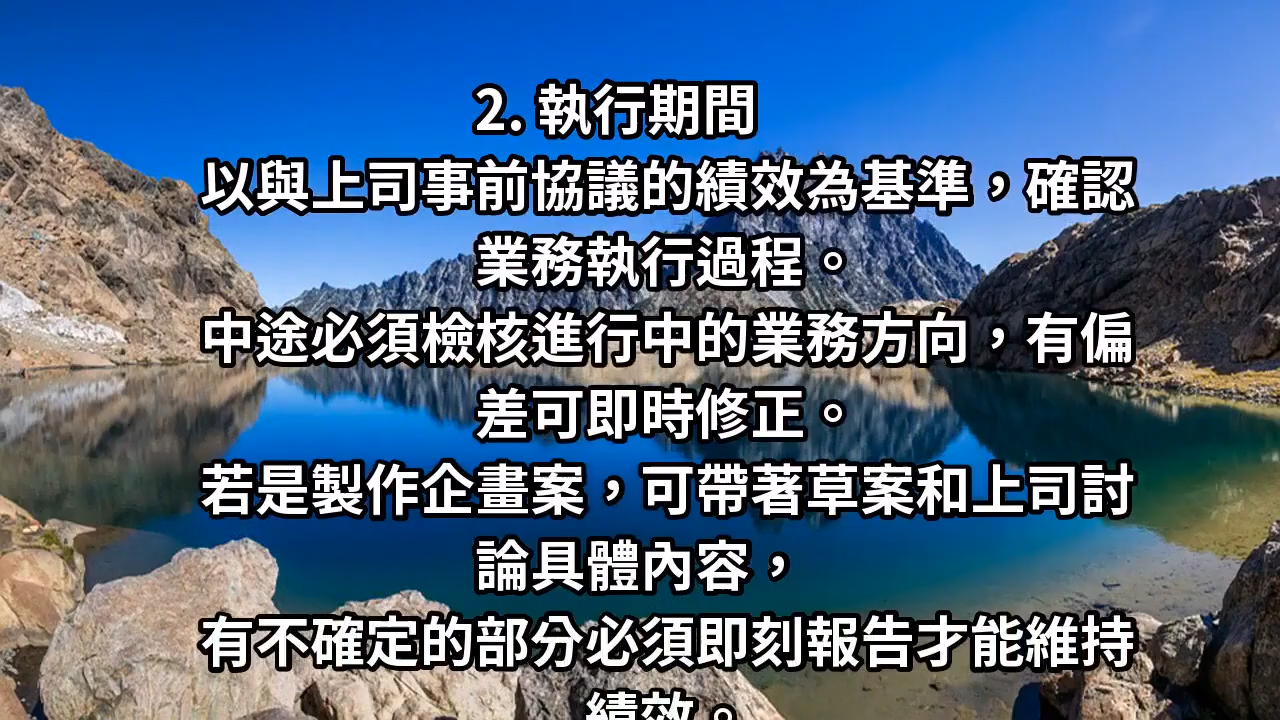 2. 執行期間
以與上司事前協議的績效為基準，確認
業務執行過程。
中途必須檢核進行中的業務方向，有偏
差可即時修正。
若是製作企畫案，可帶著草案和上司討
論具體內容，
有不確定的部分必須即刻報告才能維持
績效。